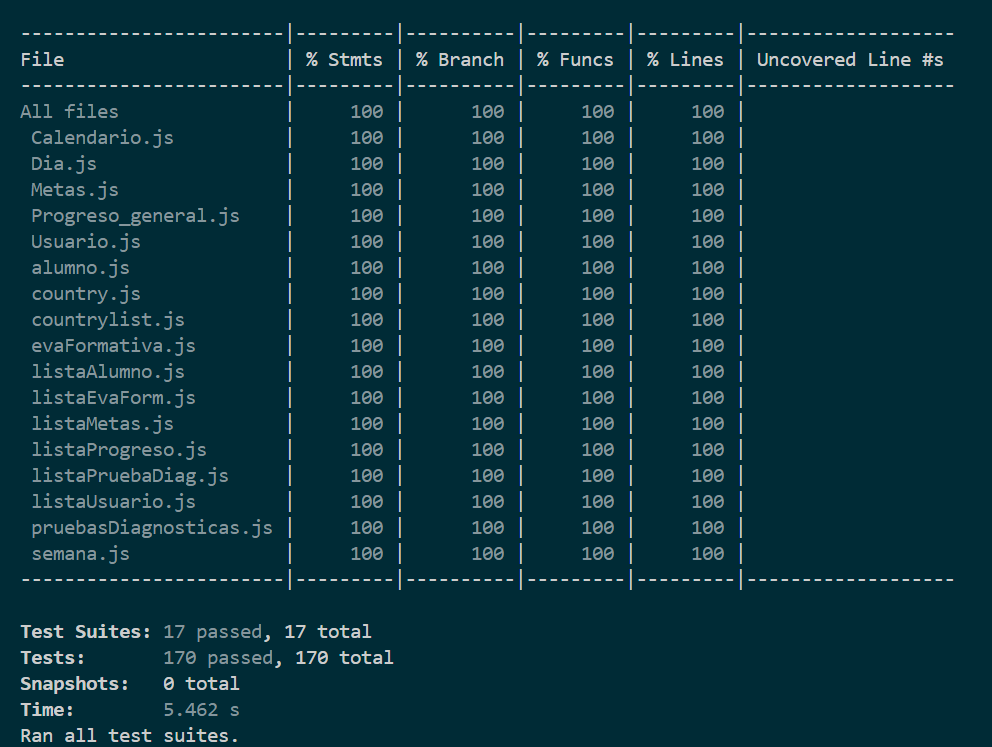 ------------------------|---------|----------|---------|---------|-------------------
File                    | % Stmts | % Branch | % Funcs | % Lines | Uncovered Line #s
------------------------|---------|----------|---------|---------|-------------------
All files               |     100 |      100 |     100 |     100 |
 Calendario.js          |     100 |      100 |     100 |     100 |
 Dia.js                 |     100 |      100 |     100 |     100 |
 Metas.js               |     100 |      100 |     100 |     100 |
 Progreso_general.js    |     100 |      100 |     100 |     100 |
 Usuario.js             |     100 |      100 |     100 |     100 |
 alumno.js              |     100 |      100 |     100 |     100 |
 country.js             |     100 |      100 |     100 |     100 |
 countrylist.js         |     100 |      100 |     100 |     100 |
 evaFormativa.js        |     100 |      100 |     100 |     100 |
 listaAlumno.js         |     100 |      100 |     100 |     100 |
 listaEvaForm.js        |     100 |      100 |     100 |     100 |
 listaMetas.js          |     100 |      100 |     100 |     100 |
 listaProgreso.js       |     100 |      100 |     100 |     100 |
 listaPruebaDiag.js     |     100 |      100 |     100 |     100 |
 listaUsuario.js        |     100 |      100 |     100 |     100 |
 pruebasDiagnosticas.js |     100 |      100 |     100 |     100 |
 semana.js              |     100 |      100 |     100 |     100 |
------------------------|---------|----------|---------|---------|-------------------
Test Suites: 17 passed, 17 total
Tests:       170 passed, 170 total
Snapshots:   0 total
Time:        5.462 s
Ran all test suites.